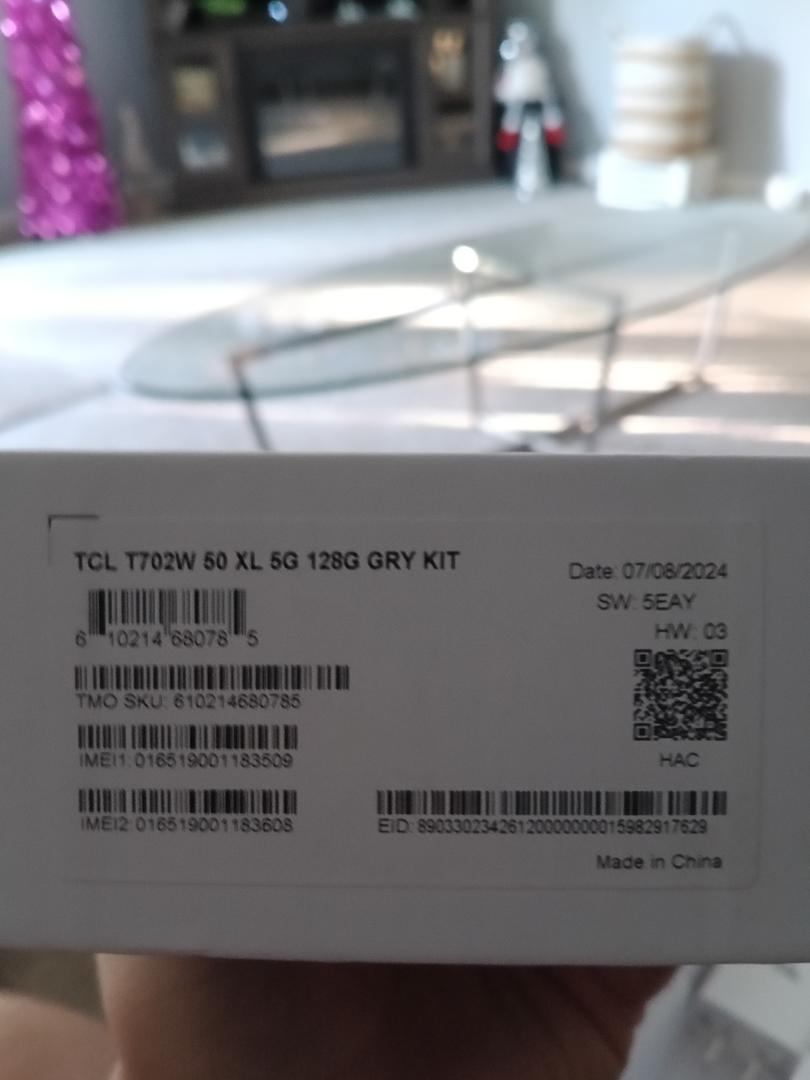 TCL T702W 50 XL 5G 128G GRY KIT
Date: 07/08/2024
SW: 5EAY
HW: 03
6 10214 68078 5
TMO SKU: 610214680785
IMEI1: 016519001183509
HAC
IMEI2: 016519001183608
EID: 89033023426120000000015982917629
Made in China